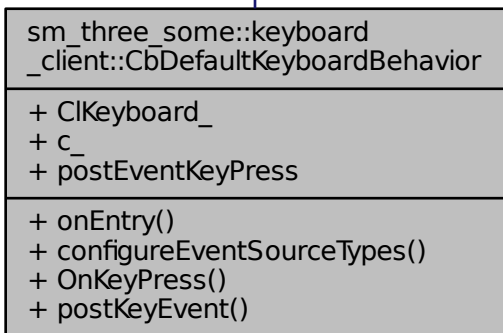 sm_three_some::keyboard
_client::CbDefaultKeyboardBehavior
+ ClKeyboard_
+ c_
+ postEventKeyPress
+ onEntry()
+ configureEventSourceTypes()
+ OnKeyPress()
+ postKeyEvent()